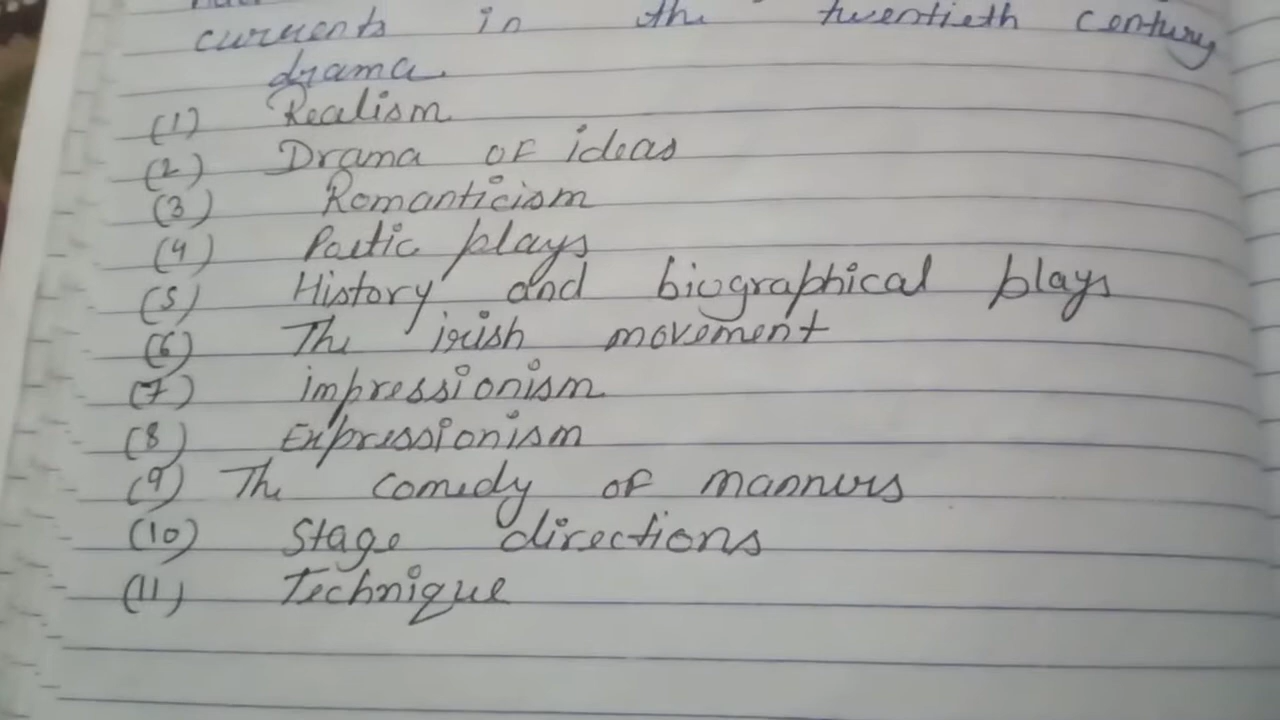 currents in the twentieth century
drama.
(1) Realism
(2) Drama of ideas
(3) Romanticism
(4) Poetic plays
(5) History and biographical plays
(6) The irish movement
(7) impressionism
(8) Expressionism
(9) The comedy of manners
(10) Stage directions
(11) Technique